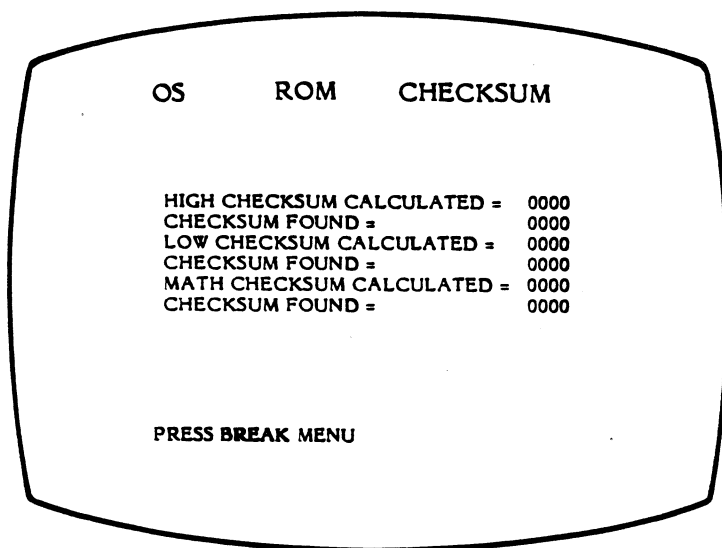 OS ROM CHECKSUM
HIGH CHECKSUM CALCULATED = 0000
CHECKSUM FOUND = 0000
LOW CHECKSUM CALCULATED = 0000
CHECKSUM FOUND = 0000
MATH CHECKSUM CALCULATED = 0000
CHECKSUM FOUND = 0000
PRESS BREAK MENU